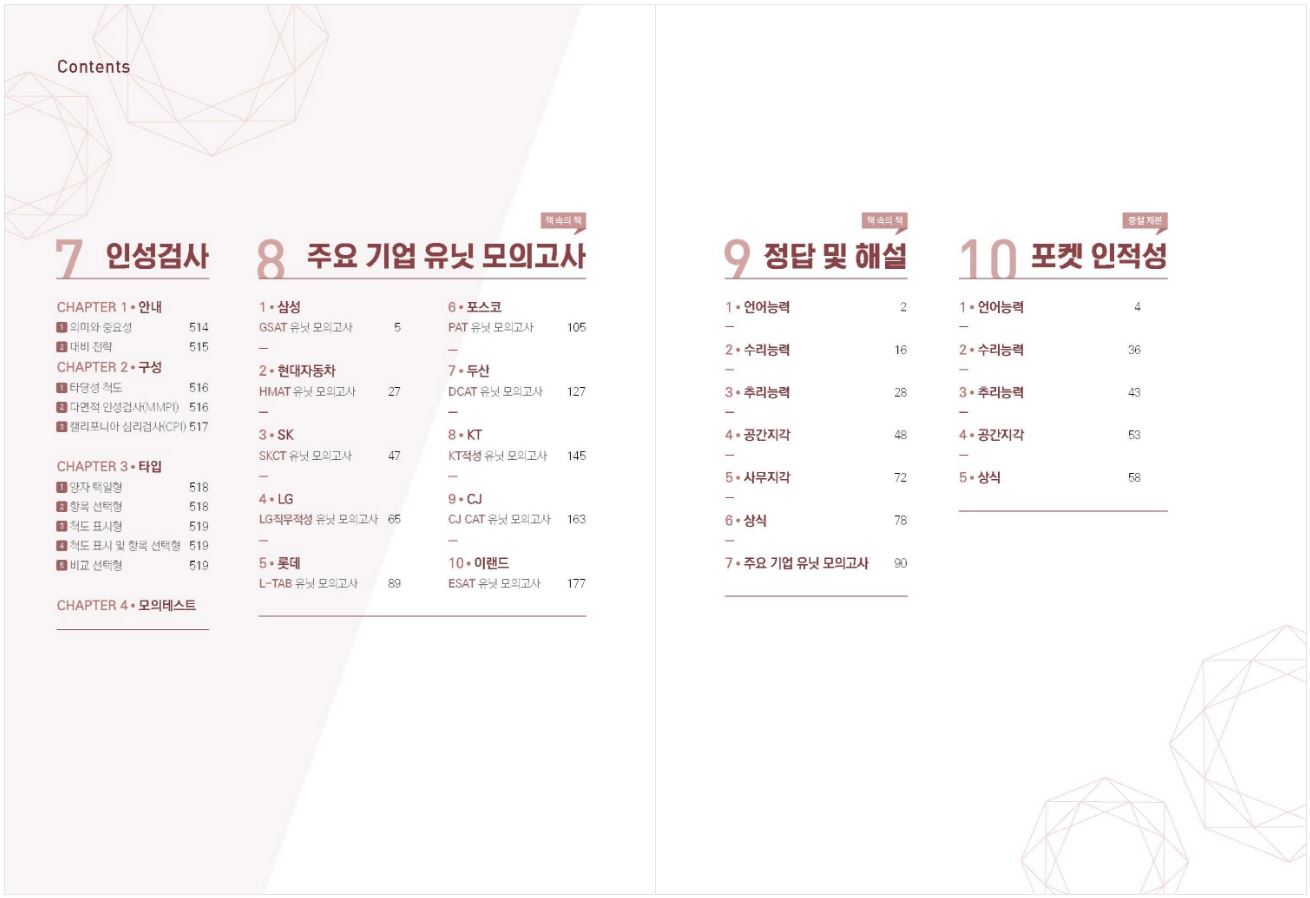 Contents
7 인성검사
CHAPTER 1 • 안내
1 의미와 중요성 514
2 대비 전략 515
CHAPTER 2 • 구성
1 타당성 척도 516
2 다면적 인성검사(MMPI) 516
3 캘리포니아 심리검사(CPI) 517
CHAPTER 3 • 타입
1 양자 택일형 518
2 항목 선택형 518
3 척도 표시형 519
4 척도 표시 및 항목 선택형 519
5 비교 선택형 519
CHAPTER 4 • 모의테스트
책 속의 책
8 주요 기업 유닛 모의고사
1 • 삼성
GSAT 유닛 모의고사 5
2 • 현대자동차
HMAT 유닛 모의고사 27
3 • SK
SKCT 유닛 모의고사 47
4 • LG
LG직무적성 유닛 모의고사 65
5 • 롯데
L-TAB 유닛 모의고사 89
6 • 포스코
PAT 유닛 모의고사 105
7 • 두산
DCAT 유닛 모의고사 127
8 • KT
KT적성 유닛 모의고사 145
9 • CJ
CJ CAT 유닛 모의고사 163
10 • 이랜드
ESAT 유닛 모의고사 177
책 속의 책
9 정답 및 해설
1 • 언어능력 2
2 • 수리능력 16
3 • 추리능력 28
4 • 공간지각 48
5 • 사무지각 72
6 • 상식 78
7 • 주요 기업 유닛 모의고사 90
중철 제본
10 포켓 인적성
1 • 언어능력 4
2 • 수리능력 36
3 • 추리능력 43
4 • 공간지각 53
5 • 상식 58